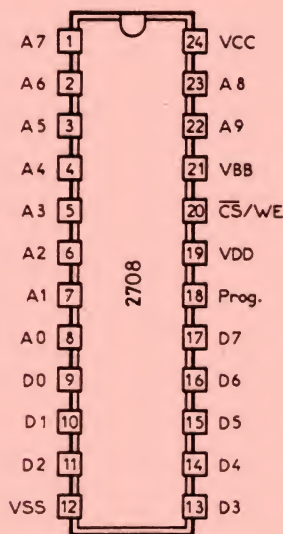 A7 1 24 VCC
A6 2 23 A8
A5 3 22 A9
A4 4 21 VBB
A3 5 20 CS/WE
A2 6 19 VDD
A1 7 18 Prog.
A0 8 17 D7
D0 9 16 D6
D1 10 15 D5
D2 11 14 D4
VSS 12 13 D3
2708